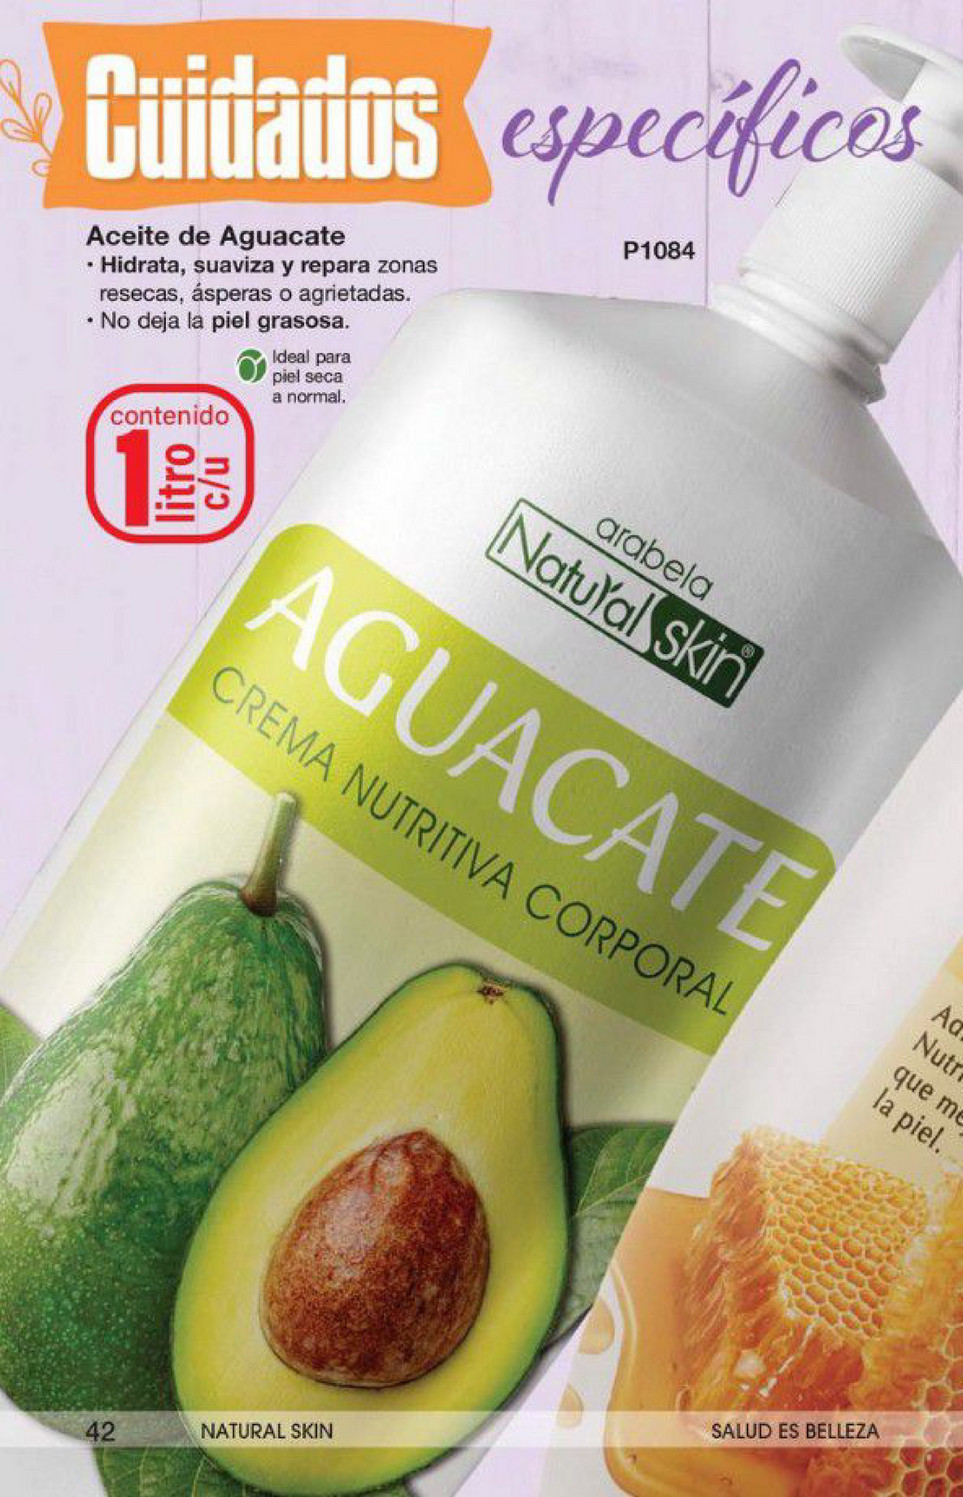 Cuidados específicos
Aceite de Aguacate
• Hidrata, suaviza y repara zonas
resecas, ásperas o agrietadas.
• No deja la piel grasosa.
P1084
Ideal para
piel seca
a normal.
contenido
1 litro
c/u
arabela
Natural skin®
AGUACATE
CREMA NUTRITIVA CORPORAL
Nutri
que me
la piel.
42
NATURAL SKIN
SALUD ES BELLEZA